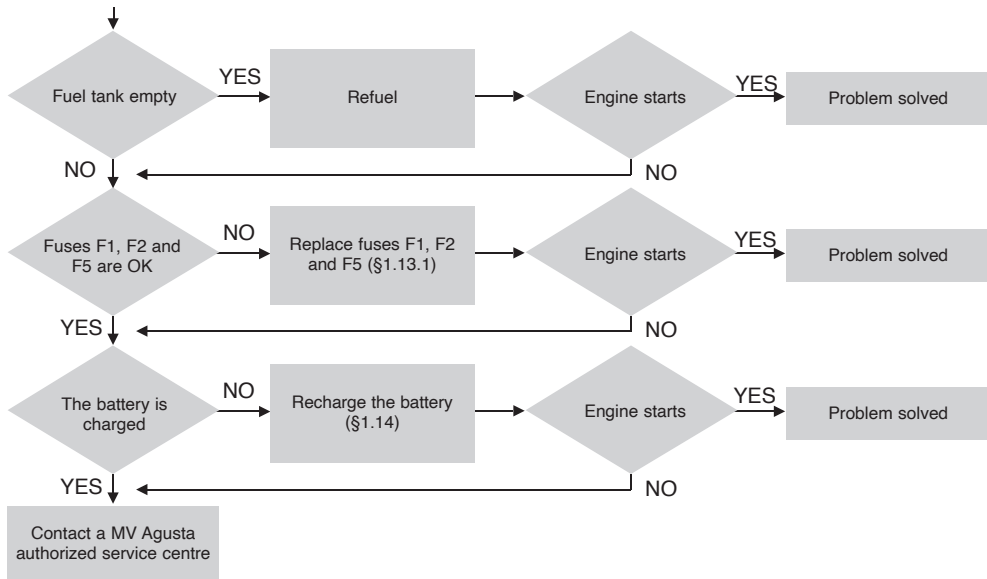 Fuel tank empty
YES
Refuel
Engine starts
YES
Problem solved
NO
NO
Fuses F1, F2 and
F5 are OK
NO
Replace fuses F1, F2
and F5 (§1.13.1)
Engine starts
YES
Problem solved
YES
NO
The battery is
charged
NO
Recharge the battery
(§1.14)
Engine starts
YES
Problem solved
YES
NO
Contact a MV Agusta
authorized service centre